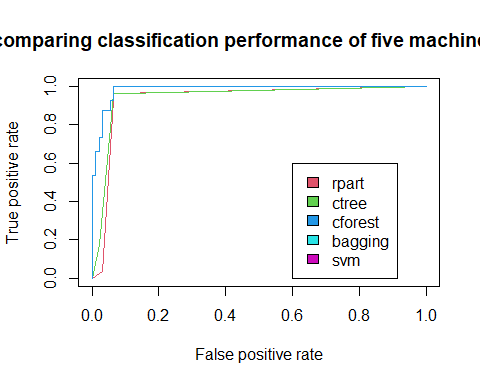 comparing classification performance of five machine
True positive rate
1.0
0.8
0.6
0.4
0.2
0.0
rpart
ctree
cforest
bagging
svm
0.0 0.2 0.4 0.6 0.8 1.0
False positive rate